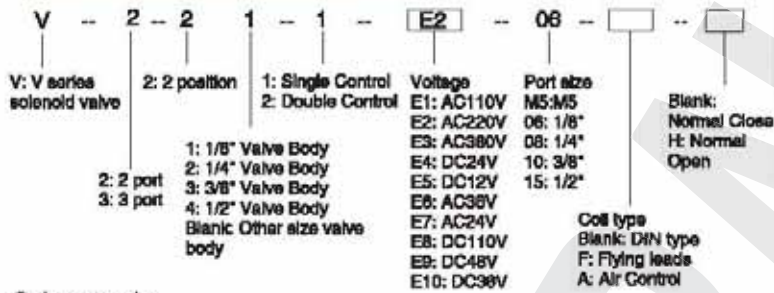 V -- 2 -- 2 1 -- 1 -- E2 -- 06 -- --
V: V series
solenoid valve
2: 2 port
3: 3 port
2: 2 position
1: 1/8" Valve Body
2: 1/4" Valve Body
3: 3/8" Valve Body
4: 1/2" Valve Body
Blank: Other size valve
body
1: Single Control
2: Double Control
Voltage
E1: AC110V
E2: AC220V
E3: AC380V
E4: DC24V
E5: DC12V
E6: AC36V
E7: AC24V
E8: DC110V
E9: DC48V
E10: DC36V
Port size
M5:M5
06: 1/8"
08: 1/4"
10: 3/8"
15: 1/2"
Coil type
Blank: DIN type
F: Flying leads
A: Air Control
Blank:
Normal Close
H: Normal
Open